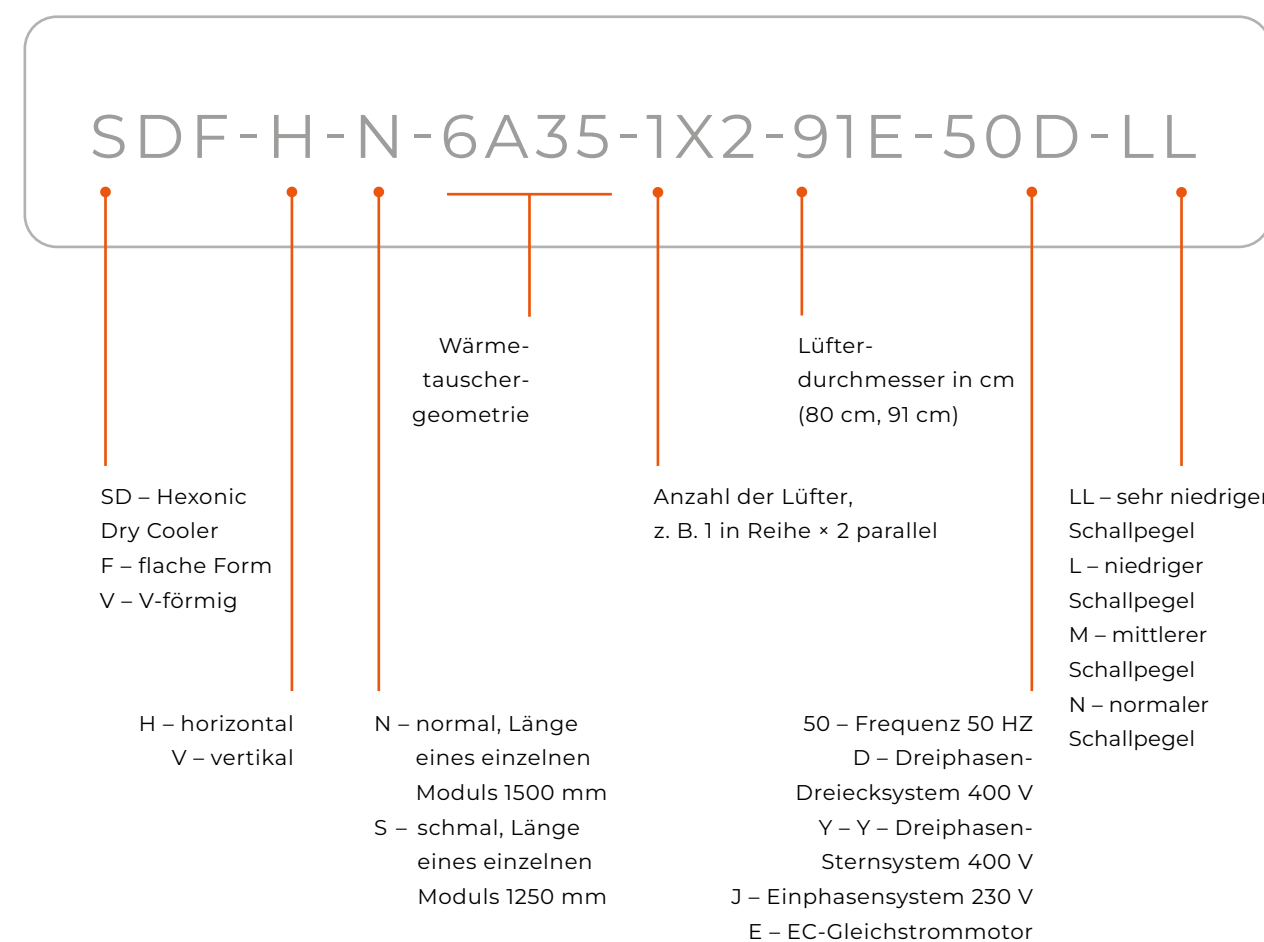 SDF-H-N-6A35-1X2-91E-50D-LL
Wärme-
tauscher-
geometrie
Lüfter-
durchmesser in cm
(80 cm, 91 cm)
SD – Hexonic
Dry Cooler
F – flache Form
V – V-förmig
Anzahl der Lüfter,
z. B. 1 in Reihe × 2 parallel
LL – sehr niedriger
Schallpegel
L – niedriger
Schallpegel
M – mittlerer
Schallpegel
N – normaler
Schallpegel
H – horizontal
V – vertikal
N – normal, Länge
eines einzelnen
Moduls 1500 mm
S – schmal, Länge
eines einzelnen
Moduls 1250 mm
50 – Frequenz 50 HZ
D – Dreiphasen-
Dreiecksystem 400 V
Y – Y – Dreiphasen-
Sternsystem 400 V
J – Einphasensystem 230 V
E – EC-Gleichstrommotor